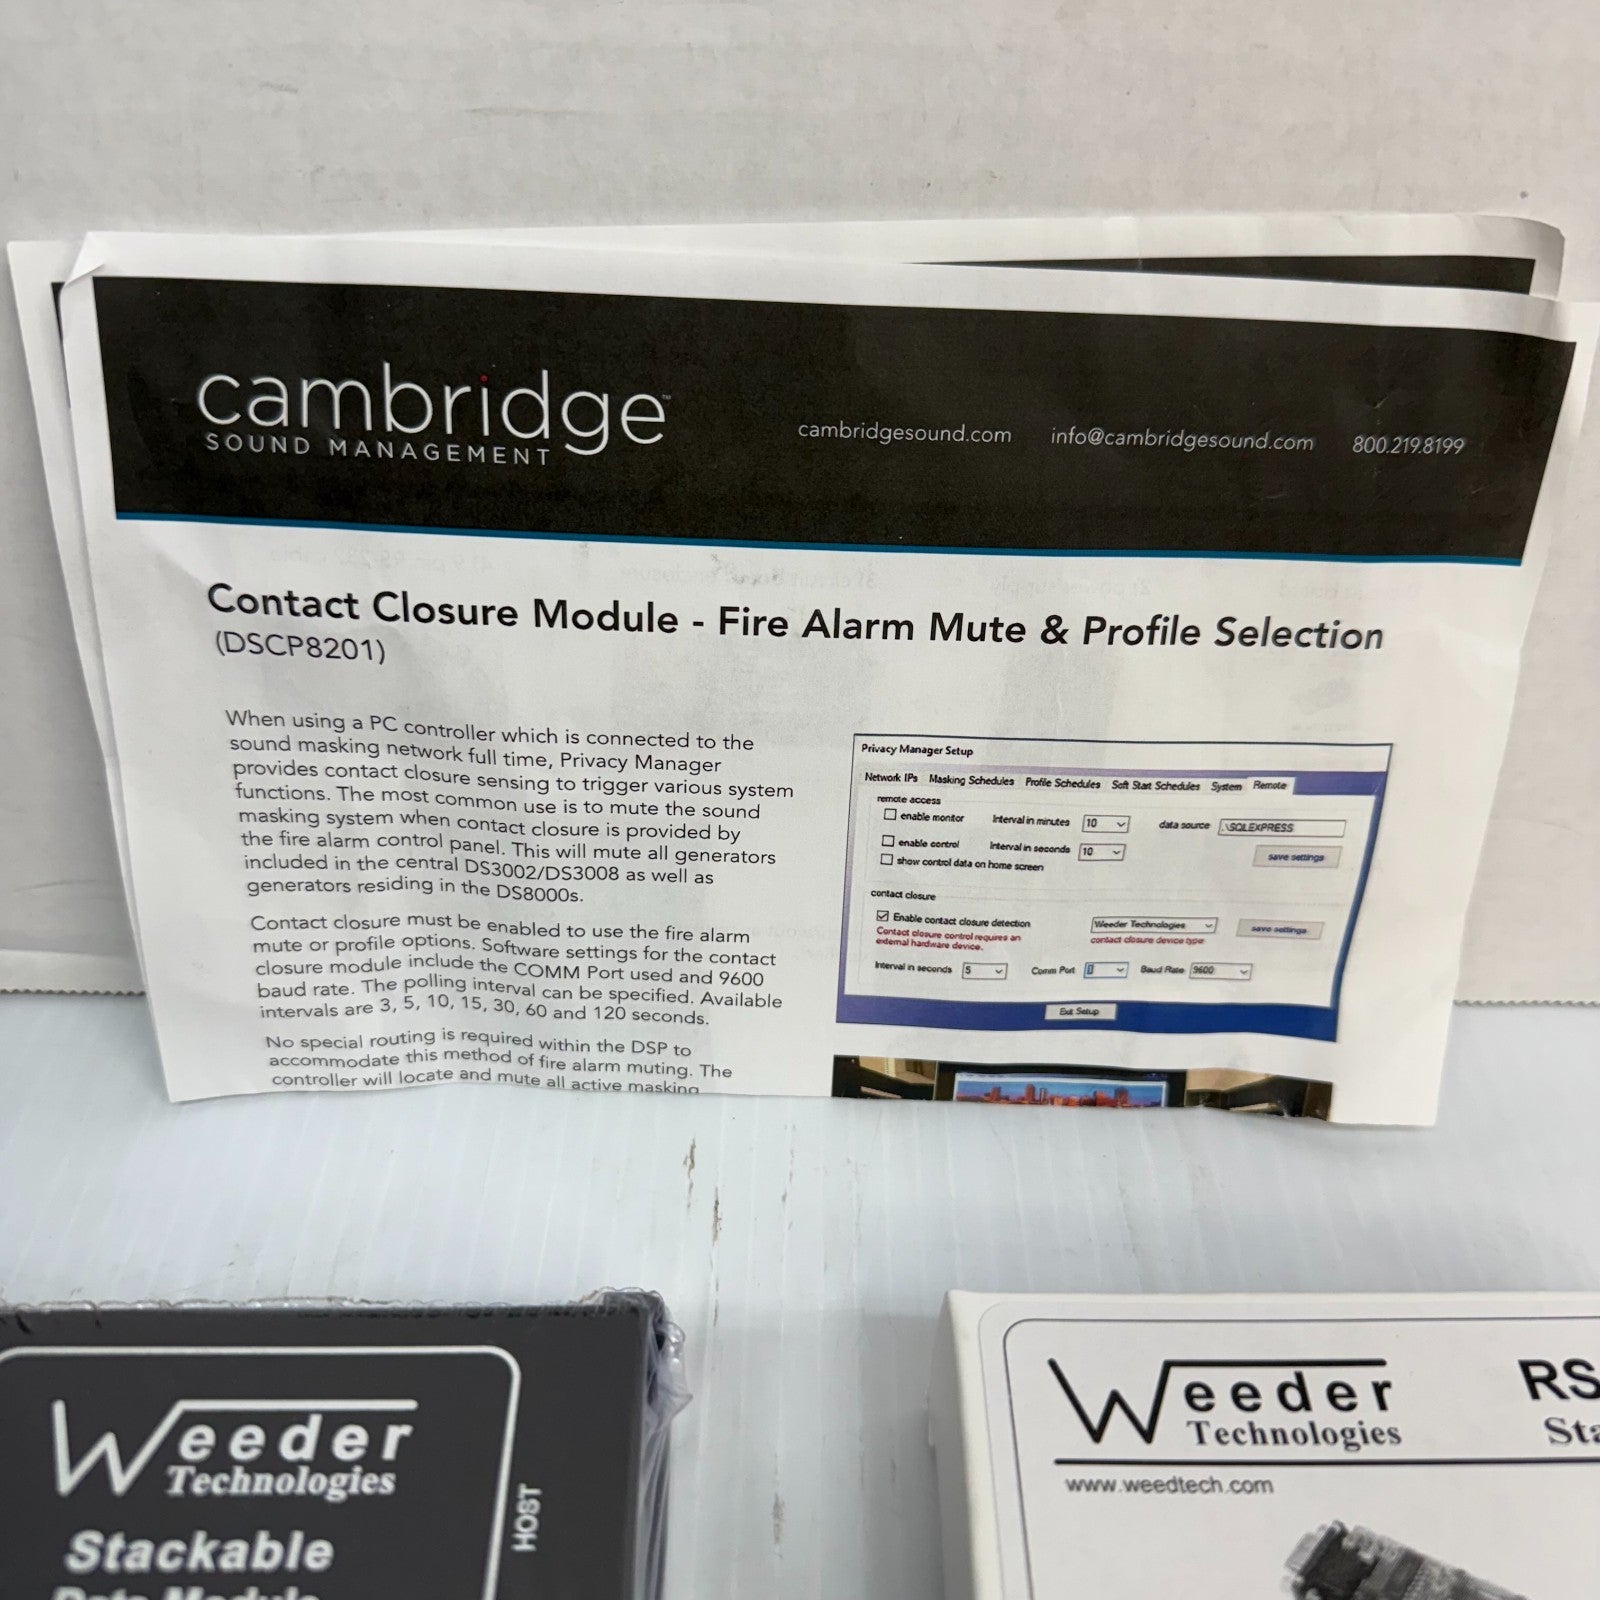 cambridge™
SOUND MANAGEMENT
cambridgesound.com info@cambridgesound.com 800.219.8199
Contact Closure Module - Fire Alarm Mute & Profile Selection
(DSCP8201)
When using a PC controller which is connected to the
sound masking network full time, Privacy Manager
provides contact closure sensing to trigger various system
functions. The most common use is to mute the sound
masking system when contact closure is provided by
the fire alarm control panel. This will mute all generators
included in the central DS3002/DS3008 as well as
generators residing in the DS8000s.
Contact closure must be enabled to use the fire alarm
mute or profile options. Software settings for the contact
closure module include the COMM Port used and 9600
baud rate. The polling interval can be specified. Available
intervals are 3, 5, 10, 15, 30, 60 and 120 seconds.
No special routing is required within the DSP to
accommodate this method of fire alarm muting. The
controller will locate and mute all active masking
Privacy Manager Setup
Network IPs Masking Schedules Profile Schedules Soft Start Schedules System Remote
remote access
enable monitor Interval in minutes 10 data source .\SQLEXPRESS
enable control Interval in seconds 10 save settings
show control data on home screen
contact closure
Enable contact closure detection Weeder Technologies save settings
Contact closure control requires an contact closure device type
external hardware device.
Interval in seconds 5 Comm Port Baud Rate 9600
Exit Setup
Weeder
Technologies
Stackable
Data Module
HOST
Weeder
Technologies
RS
Sta
www.weedtech.com